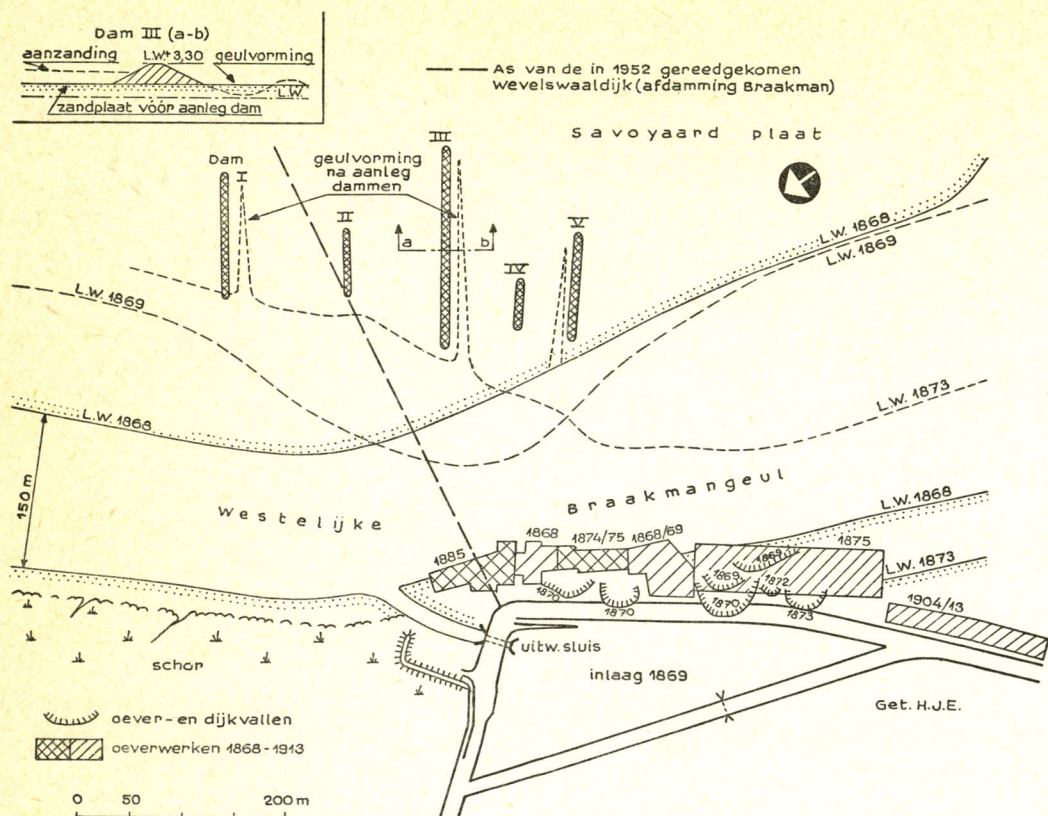 Dam III (a-b)
aanzanding L.W.+3,30 geulvorming
L.W.
zandplaat vóór aanleg dam
As van de in 1952 gereedgekomen
Wevelswaaldijk (afdamming Braakman)
Savoyaard plaat
Dam I
geulvorming
na aanleg
dammen
II
III
IV
V
a b
L.W. 1868
L.W. 1869
L.W. 1869
L.W. 1868
L.W. 1873
150 m
Westelijke Braakmangeul
L.W. 1868
L.W. 1873
1885
1868
1874/75
1868/69
1875
1869
1869
1872
1870
1870
1870
1873
1904/13
uitw. sluis
schor
inlaag 1869
Get. H.J.E.
oever- en dijkvallen
oeverwerken 1868-1913
0 50 200 m